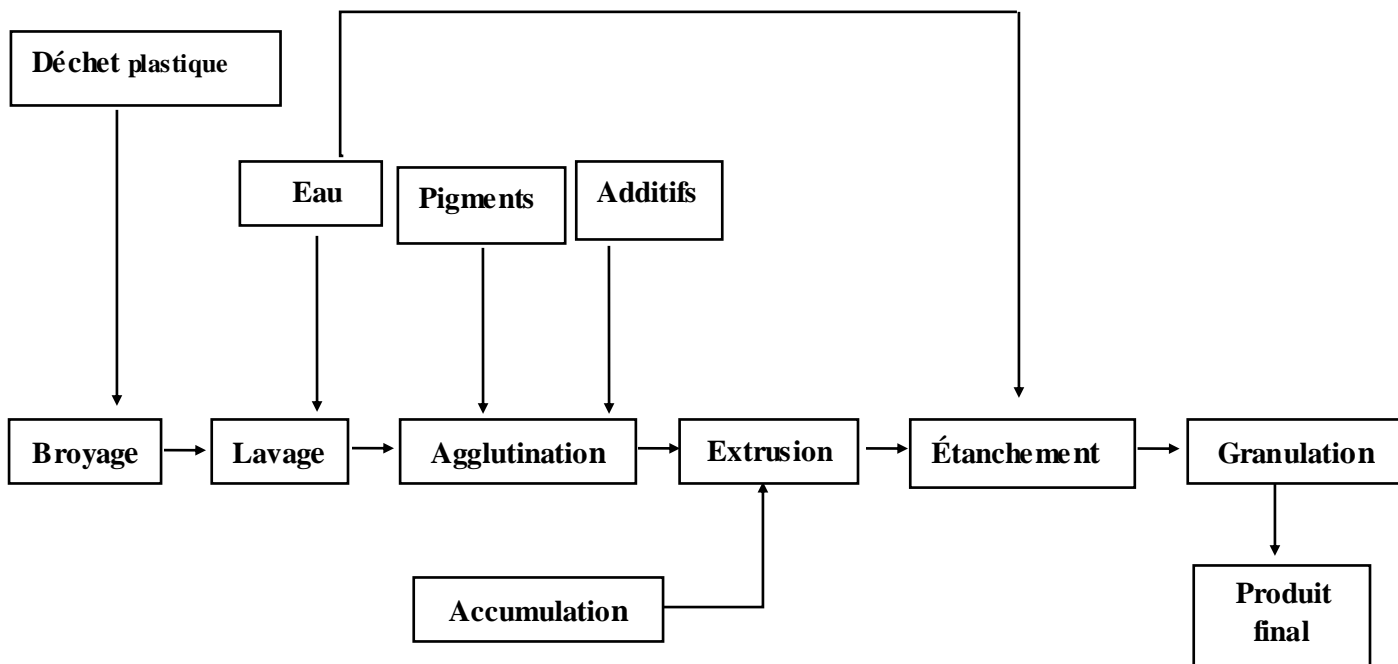 Déchet plastique
Eau
Pigments
Additifs
Broyage
Lavage
Agglutination
Extrusion
Étanchement
Granulation
Accumulation
Produit
final